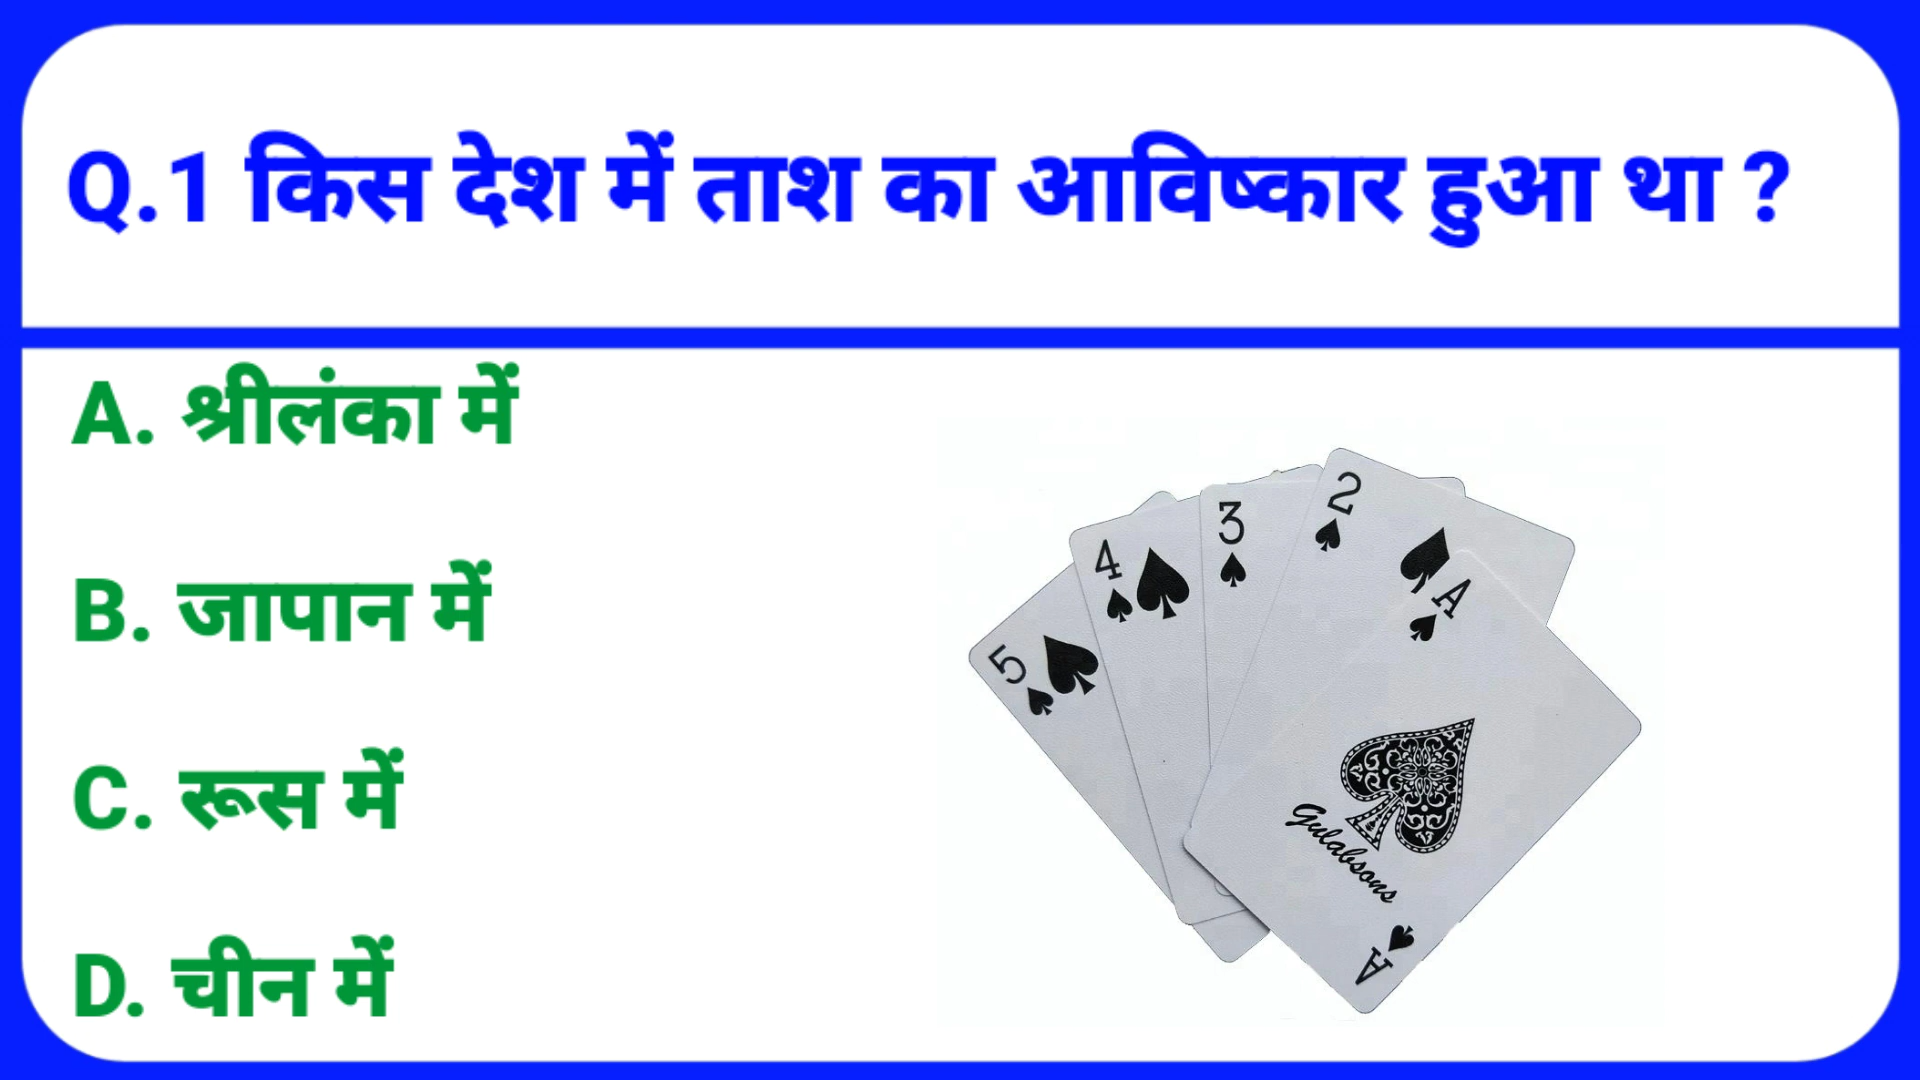 Q.1 किस देश में ताश का आविष्कार हुआ था ?
A. श्रीलंका में
B. जापान में
C. रूस में
D. चीन में
2
3
4
A
5
Gulabsons
A